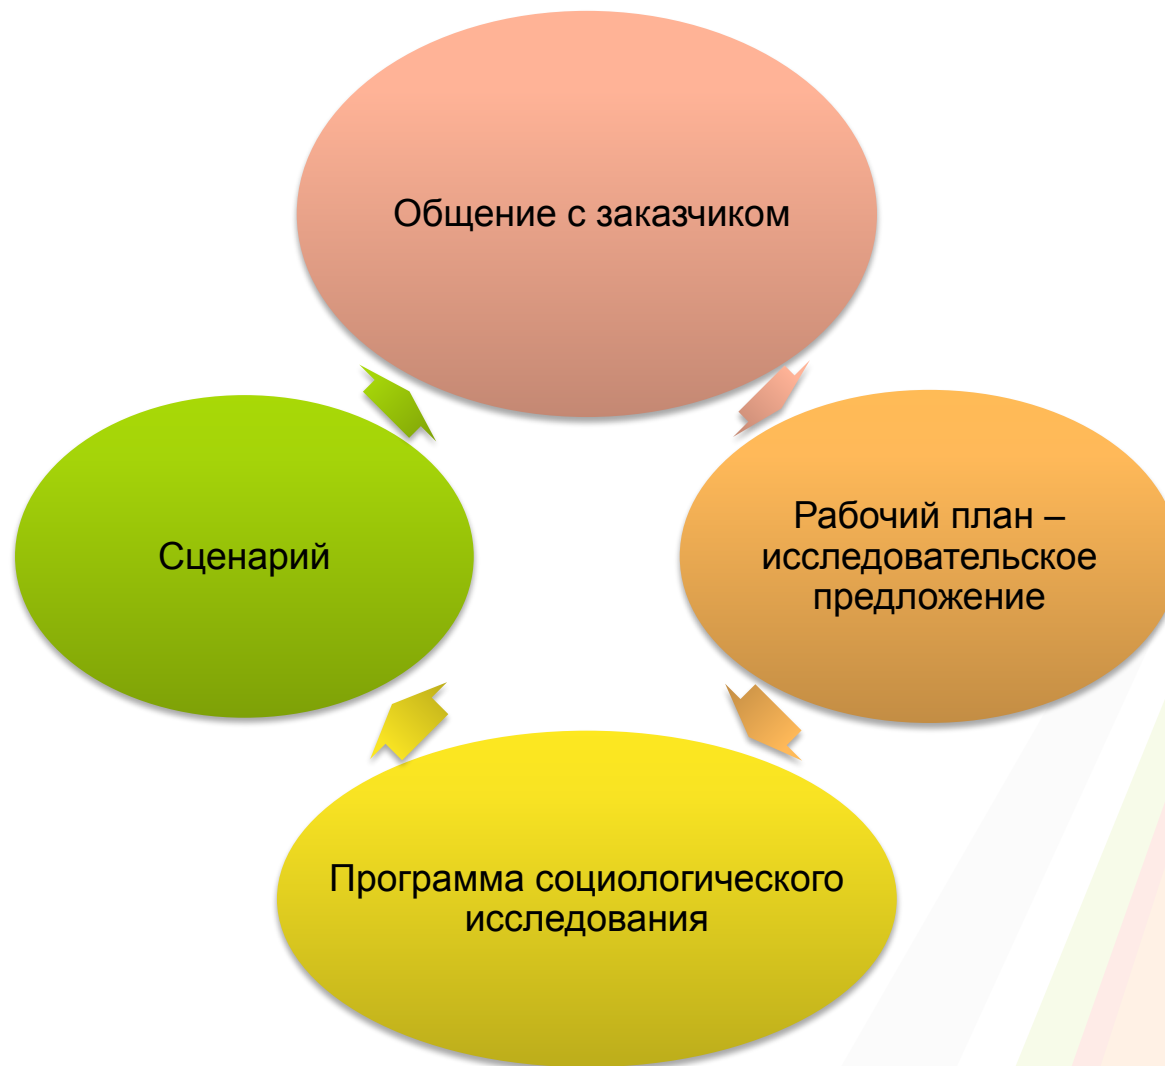 Общение с заказчиком
Сценарий
Рабочий план –
исследовательское
предложение
Программа социологического
исследования